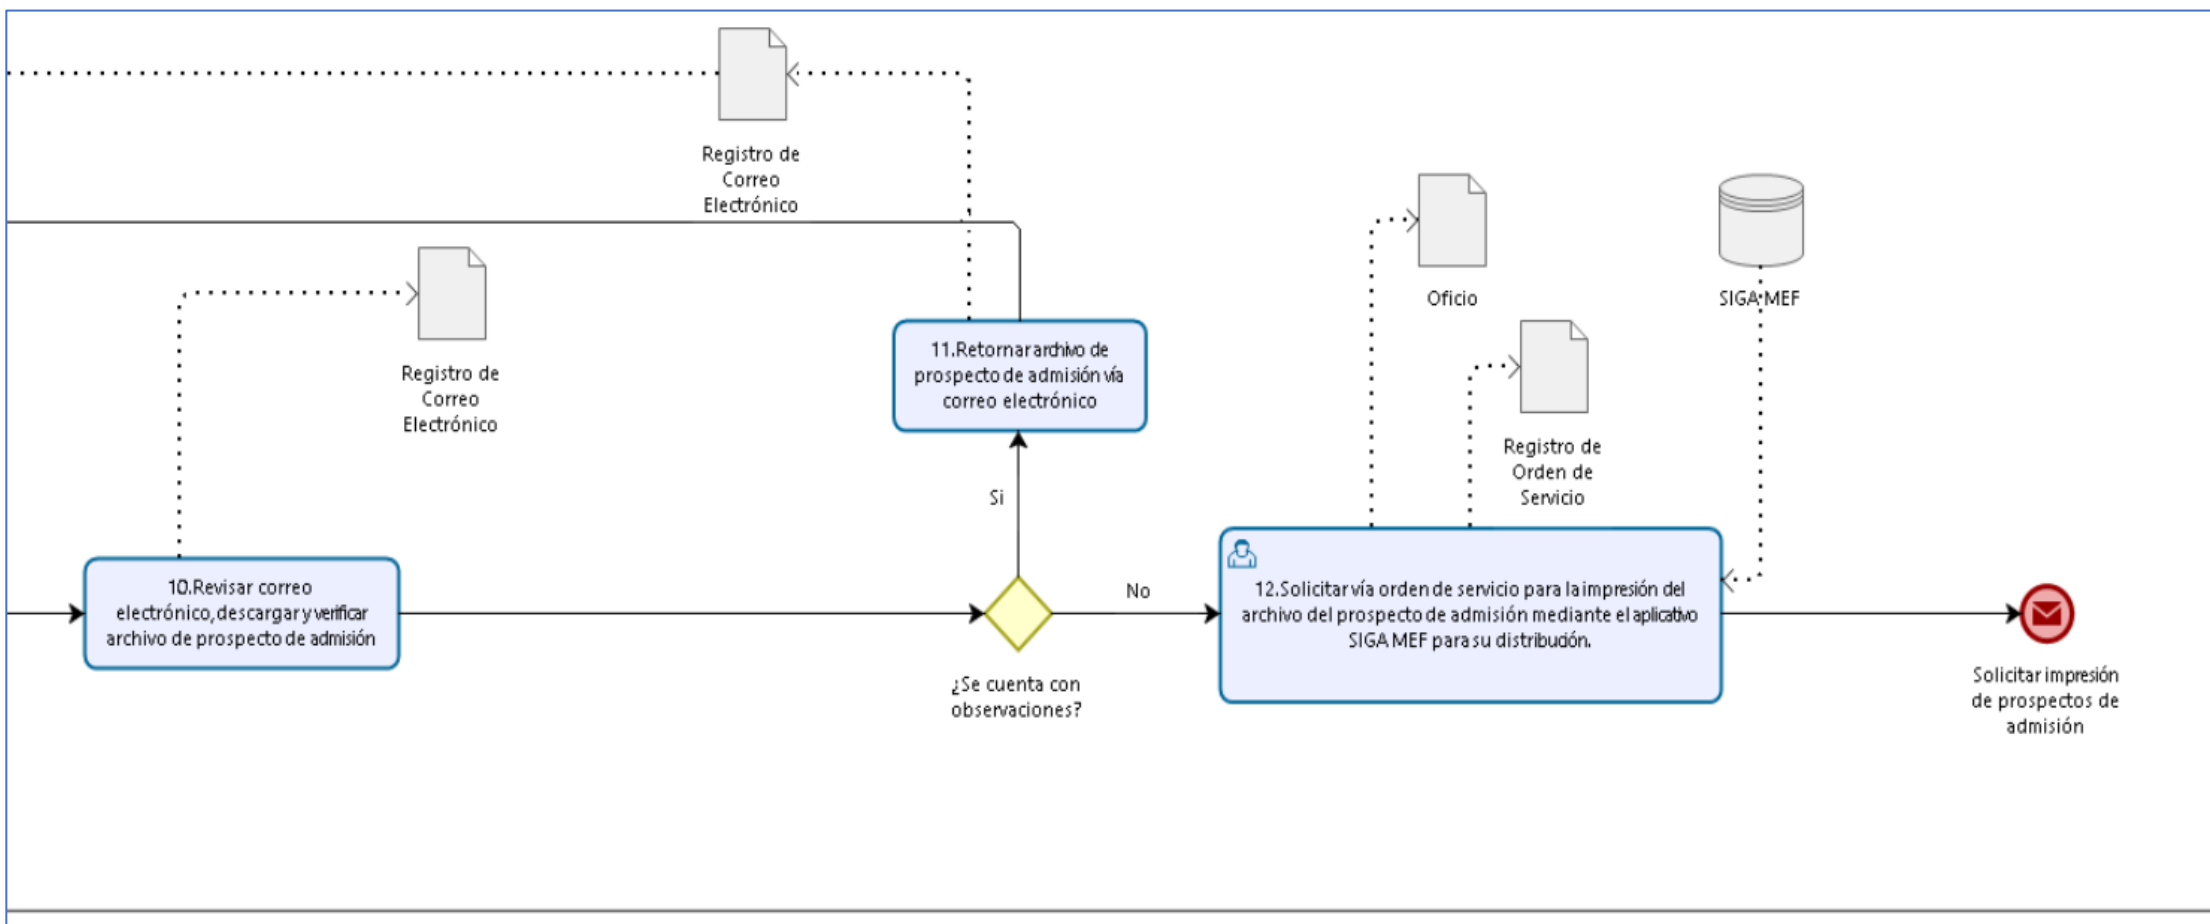 Registro de
Correo
Electrónico
Registro de
Correo
Electrónico
11.Retornar archivo de
prospecto de admisión vía
correo electrónico
Oficio
SIGA MEF
Registro de
Orden de
Servicio
Si
10.Revisar correo
electrónico,descargar y verificar
archivo de prospecto de admisión
No
12.Solicitar vía orden de servicio para la impresión del
archivo del prospecto de admisión mediante el aplicativo
SIGA MEF para su distribución.
¿Se cuenta con
observaciones?
Solicitar impresión
de prospectos de
admisión